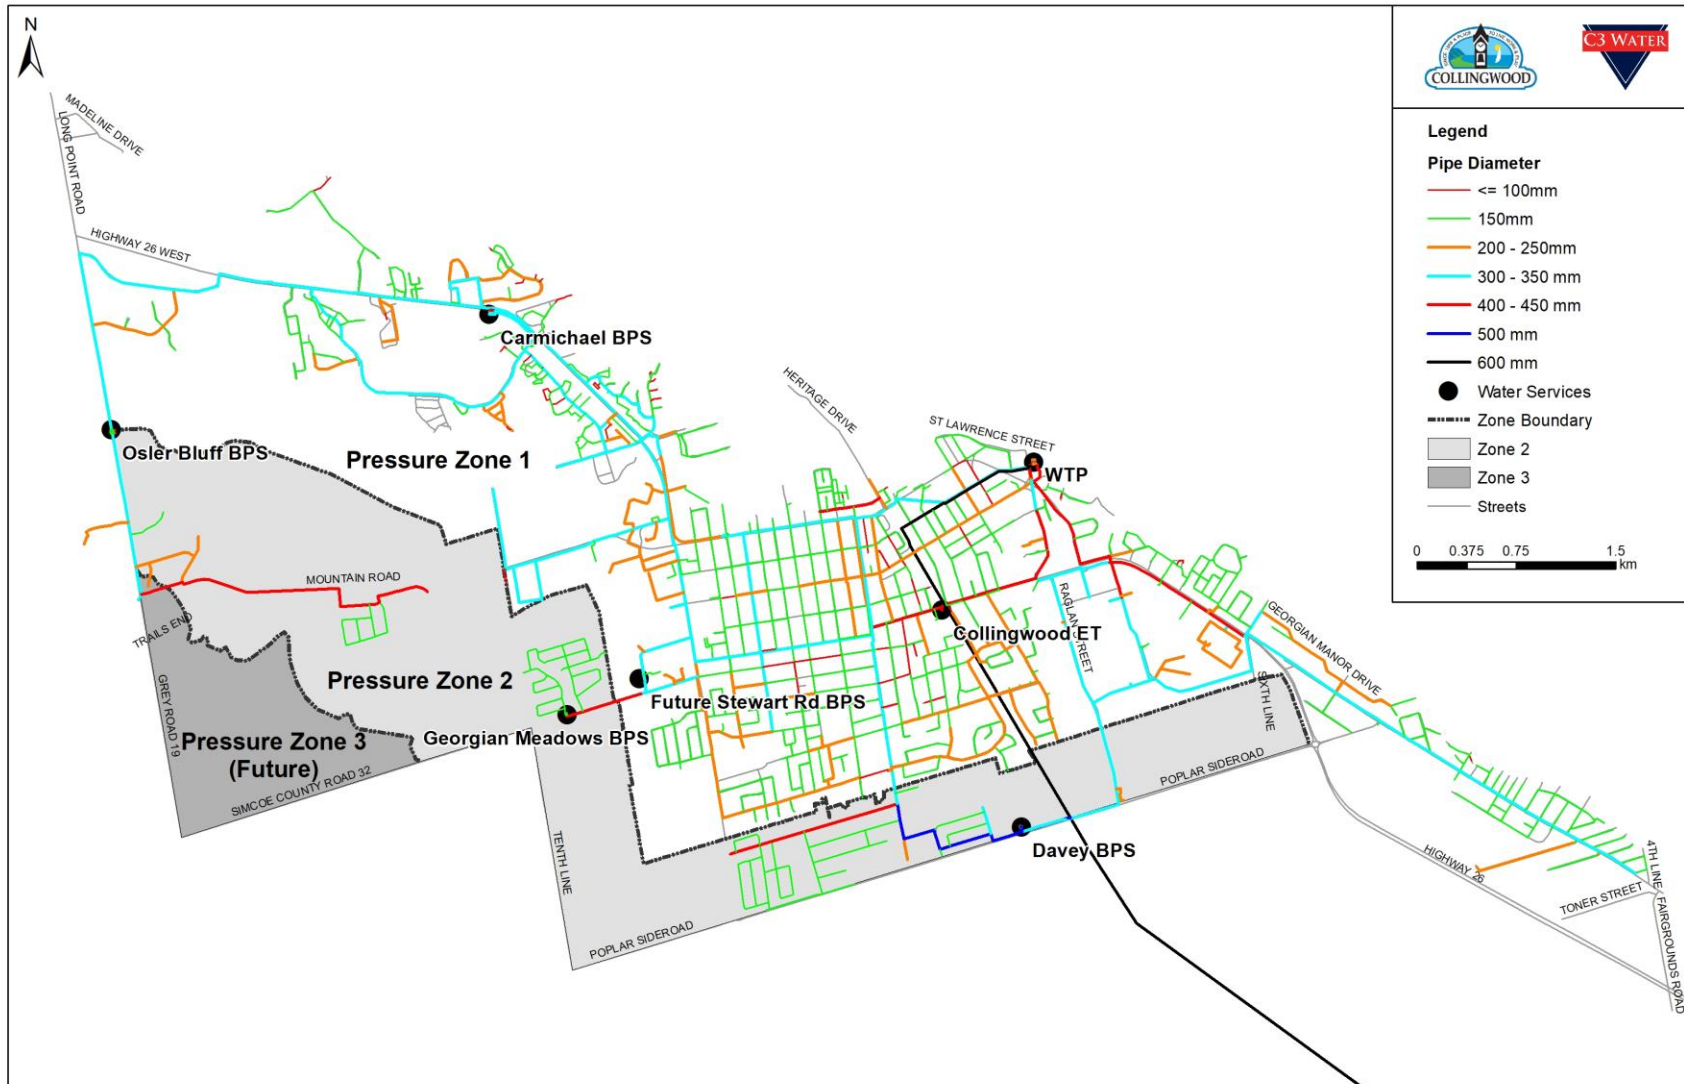 N
MADELINE DRIVE
LONG POINT ROAD
HIGHWAY 26 WEST
Carmichael BPS
HERITAGE DRIVE
ST LAWRENCE STREET
WTP
Osler Bluff BPS
Pressure Zone 1
MOUNTAIN ROAD
TRAILS END
GREY ROAD 19
Pressure Zone 2
Pressure Zone 3
(Future)
SIMCOE COUNTY ROAD 32
Georgian Meadows BPS
Future Stewart Rd BPS
Collingwood ET
RAGLAN STREET
GEORGIAN MANOR DRIVE
SIXTH LINE
POPLAR SIDEROAD
TENTH LINE
POPLAR SIDEROAD
Davey BPS
HIGHWAY 26
4TH LINE
TONER STREET
FAIRGROUNDS ROAD
COLLINGWOOD
C3 WATER
Legend
Pipe Diameter
<= 100mm
150mm
200 - 250mm
300 - 350 mm
400 - 450 mm
500 mm
600 mm
Water Services
Zone Boundary
Zone 2
Zone 3
Streets
0 0.375 0.75 1.5
km